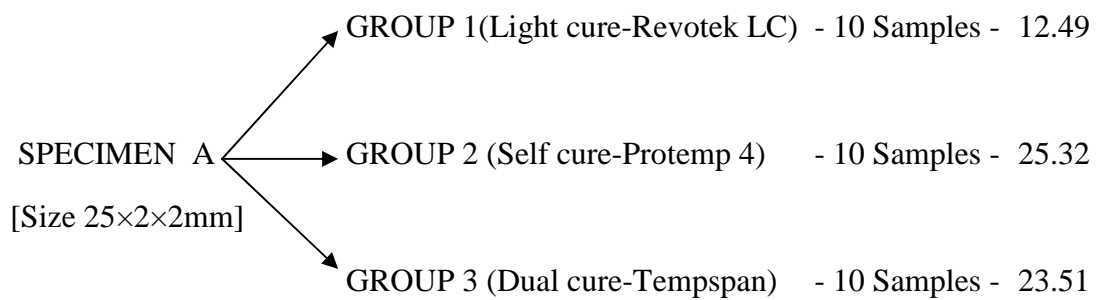 GROUP 1(Light cure-Revotek LC) - 10 Samples - 12.49
SPECIMEN A
GROUP 2 (Self cure-Protemp 4) - 10 Samples - 25.32
[Size 25×2×2mm]
GROUP 3 (Dual cure-Tempspan) - 10 Samples - 23.51